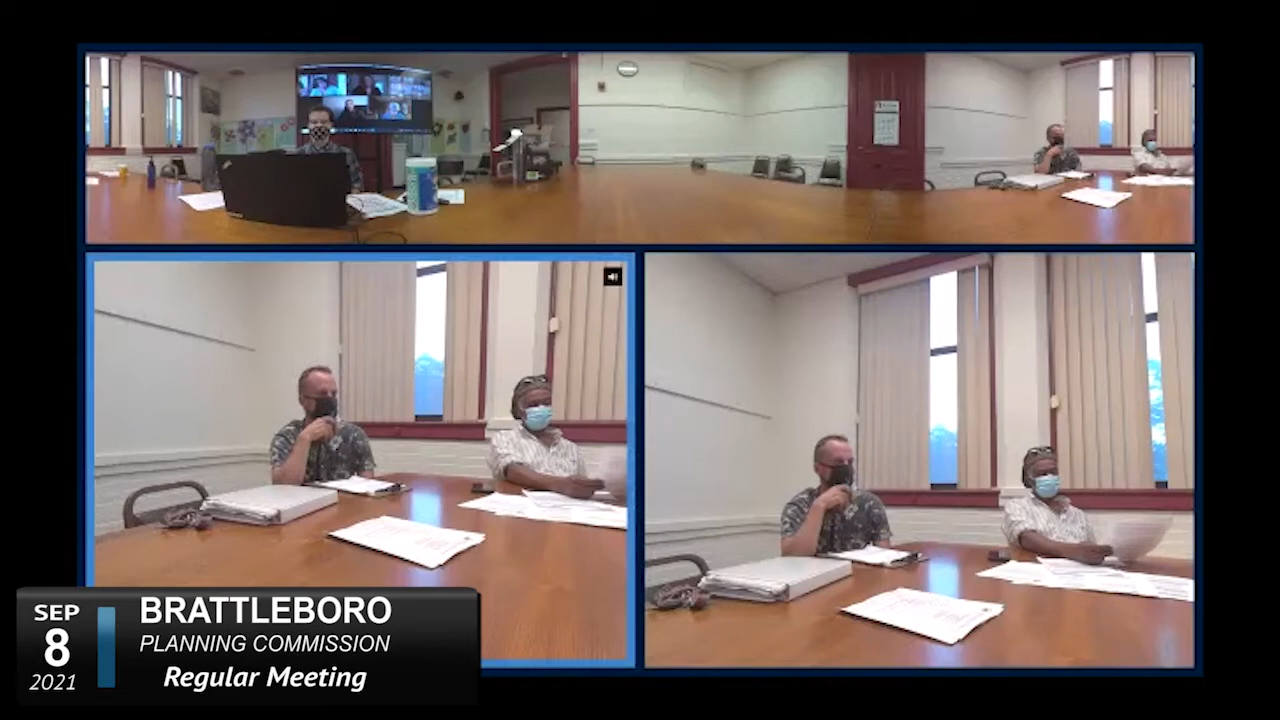 SEP
8
2021
BRATTLEBORO
PLANNING COMMISSION
Regular Meeting